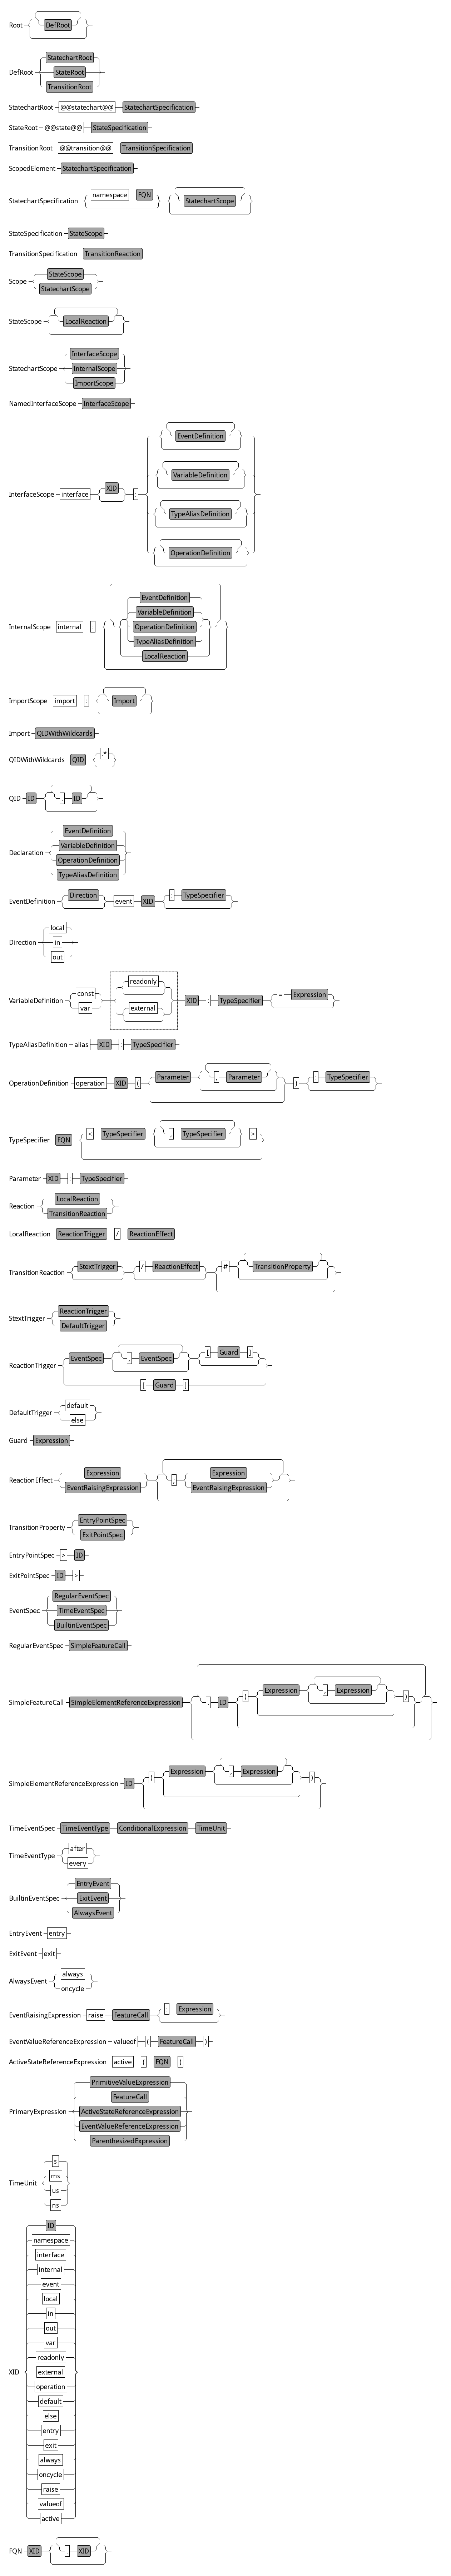 Root DefRoot
StatechartRoot
DefRoot StateRoot
TransitionRoot
StatechartRoot @@statechart@@ StatechartSpecification
StateRoot @@state@@ StateSpecification
TransitionRoot @@transition@@ TransitionSpecification
ScopedElement StatechartSpecification
namespace FQN
StatechartSpecification StatechartScope
StateSpecification StateScope
TransitionSpecification TransitionReaction
StateScope
Scope
StatechartScope
StateScope LocalReaction
InterfaceScope
StatechartScope InternalScope
ImportScope
NamedInterfaceScope InterfaceScope
EventDefinition
VariableDefinition
XID
InterfaceScope interface :
TypeAliasDefinition
OperationDefinition
EventDefinition
VariableDefinition
InternalScope internal : OperationDefinition
TypeAliasDefinition
LocalReaction
ImportScope import : Import
Import QIDWithWildcards
.*
QIDWithWildcards QID
QID ID . ID
EventDefinition
VariableDefinition
Declaration
OperationDefinition
TypeAliasDefinition
Direction : TypeSpecifier
EventDefinition event XID
local
Direction in
out
const readonly = Expression
VariableDefinition XID : TypeSpecifier
var external
TypeAliasDefinition alias XID : TypeSpecifier
Parameter , Parameter : TypeSpecifier
OperationDefinition operation XID ( )
< TypeSpecifier , TypeSpecifier >
TypeSpecifier FQN
Parameter XID : TypeSpecifier
LocalReaction
Reaction
TransitionReaction
LocalReaction ReactionTrigger / ReactionEffect
StextTrigger / ReactionEffect # TransitionProperty
TransitionReaction
ReactionTrigger
StextTrigger
DefaultTrigger
EventSpec , EventSpec [ Guard ]
ReactionTrigger
[ Guard ]
default
DefaultTrigger
else
Guard Expression
Expression Expression
ReactionEffect ;
EventRaisingExpression EventRaisingExpression
EntryPointSpec
TransitionProperty
ExitPointSpec
EntryPointSpec > ID
ExitPointSpec ID >
RegularEventSpec
EventSpec TimeEventSpec
BuiltinEventSpec
RegularEventSpec SimpleFeatureCall
Expression , Expression
( )
SimpleFeatureCall SimpleElementReferenceExpression . ID
Expression , Expression
( )
SimpleElementReferenceExpression ID
TimeEventSpec TimeEventType ConditionalExpression TimeUnit
after
TimeEventType
every
EntryEvent
BuiltinEventSpec ExitEvent
AlwaysEvent
EntryEvent entry
ExitEvent exit
always
AlwaysEvent
oncycle
: Expression
EventRaisingExpression raise FeatureCall
EventValueReferenceExpression valueof ( FeatureCall )
ActiveStateReferenceExpression active ( FQN )
PrimitiveValueExpression
FeatureCall
PrimaryExpression ActiveStateReferenceExpression
EventValueReferenceExpression
ParenthesizedExpression
s
ms
TimeUnit
us
ns
ID
namespace
interface
internal
event
local
in
out
var
readonly
XID external
operation
default
else
entry
exit
always
oncycle
raise
valueof
active
FQN XID . XID